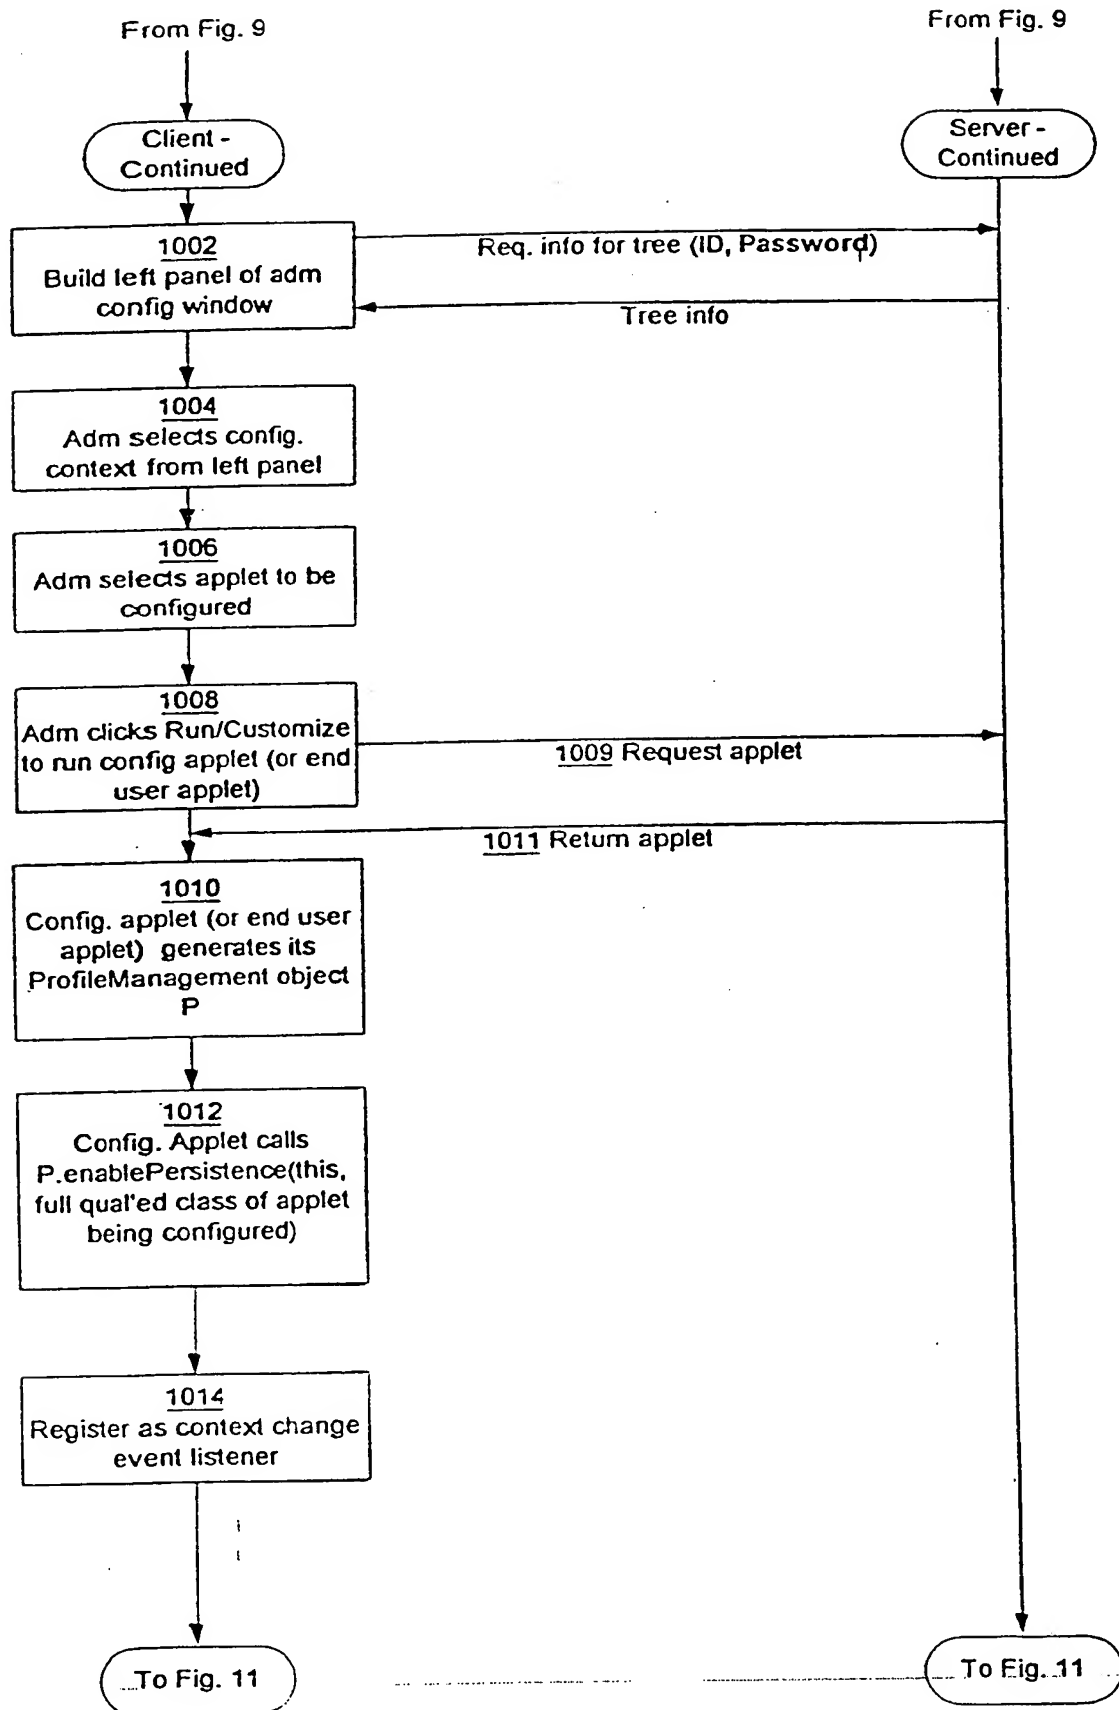 From Fig. 9
From Fig. 9
Client -
Continued
Server -
Continued
1002
Build left panel of adm
config window
Req. info for tree (ID, Password)
Tree info
1004
Adm selects config.
context from left panel
1006
Adm selects applet to be
configured
1008
Adm clicks Run/Customize
to run config applet (or end
user applet)
1009 Request applet
1011 Return applet
1010
Config. applet (or end user
applet) generates its
ProfileManagement object
P
1012
Config. Applet calls
P.enablePersistence(this,
full qual'ed class of applet
being configured)
1014
Register as context change
event listener
To Fig. 11
To Fig. 11